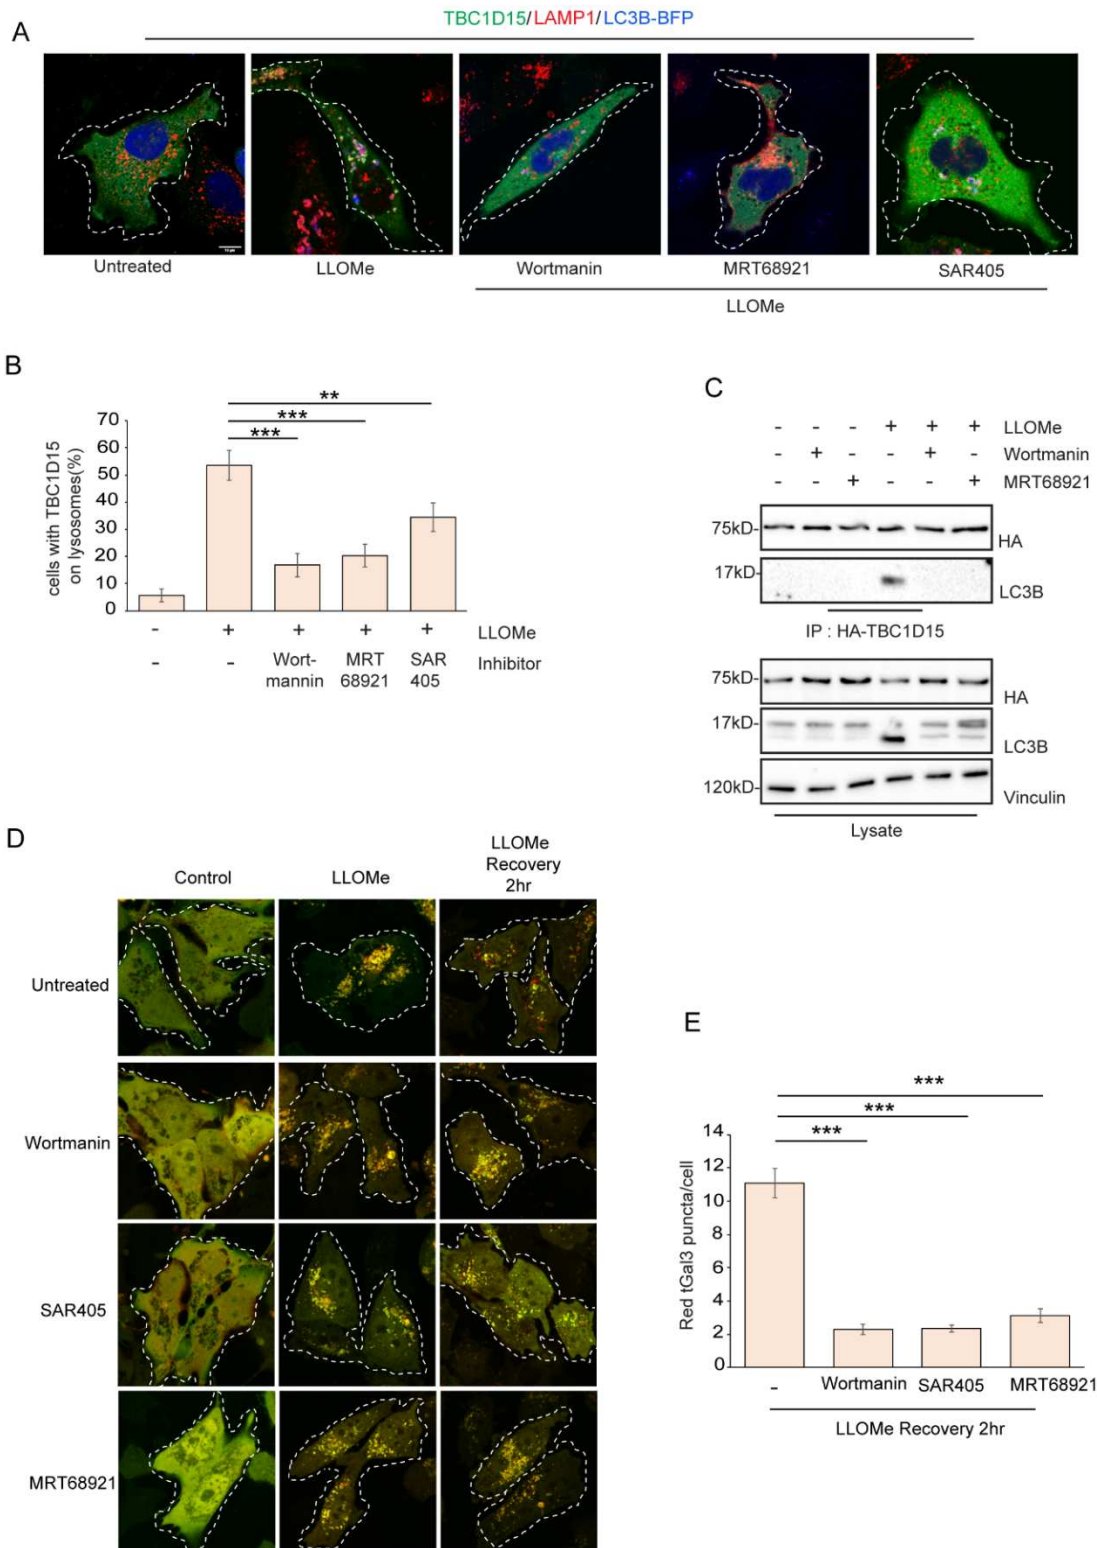 TBC1D15/LAMP1/LC3B-BFP
A
Untreated
LLOMe
Wortmanin
MRT68921
SAR405
LLOMe
B
cells with TBC1D15
on lysosomes(%)
70
60
50
40
30
20
10
0
**
***
***
- + + + + LLOMe
- - Wort-
mannin MRT
68921 SAR
405 Inhibitor
C
- - - + + + LLOMe
- + - - + - Wortmanin
- - + - - + MRT68921
75kD- HA
17kD- LC3B
IP : HA-TBC1D15
75kD- HA
17kD- LC3B
120kD- Vinculin
Lysate
D
Control
LLOMe
LLOMe
Recovery
2hr
Untreated
Wortmanin
SAR405
MRT68921
E
Red tGal3 puncta/cell
14
12
10
8
6
4
2
0
***
***
***
- Wortmanin SAR405 MRT68921
LLOMe Recovery 2hr